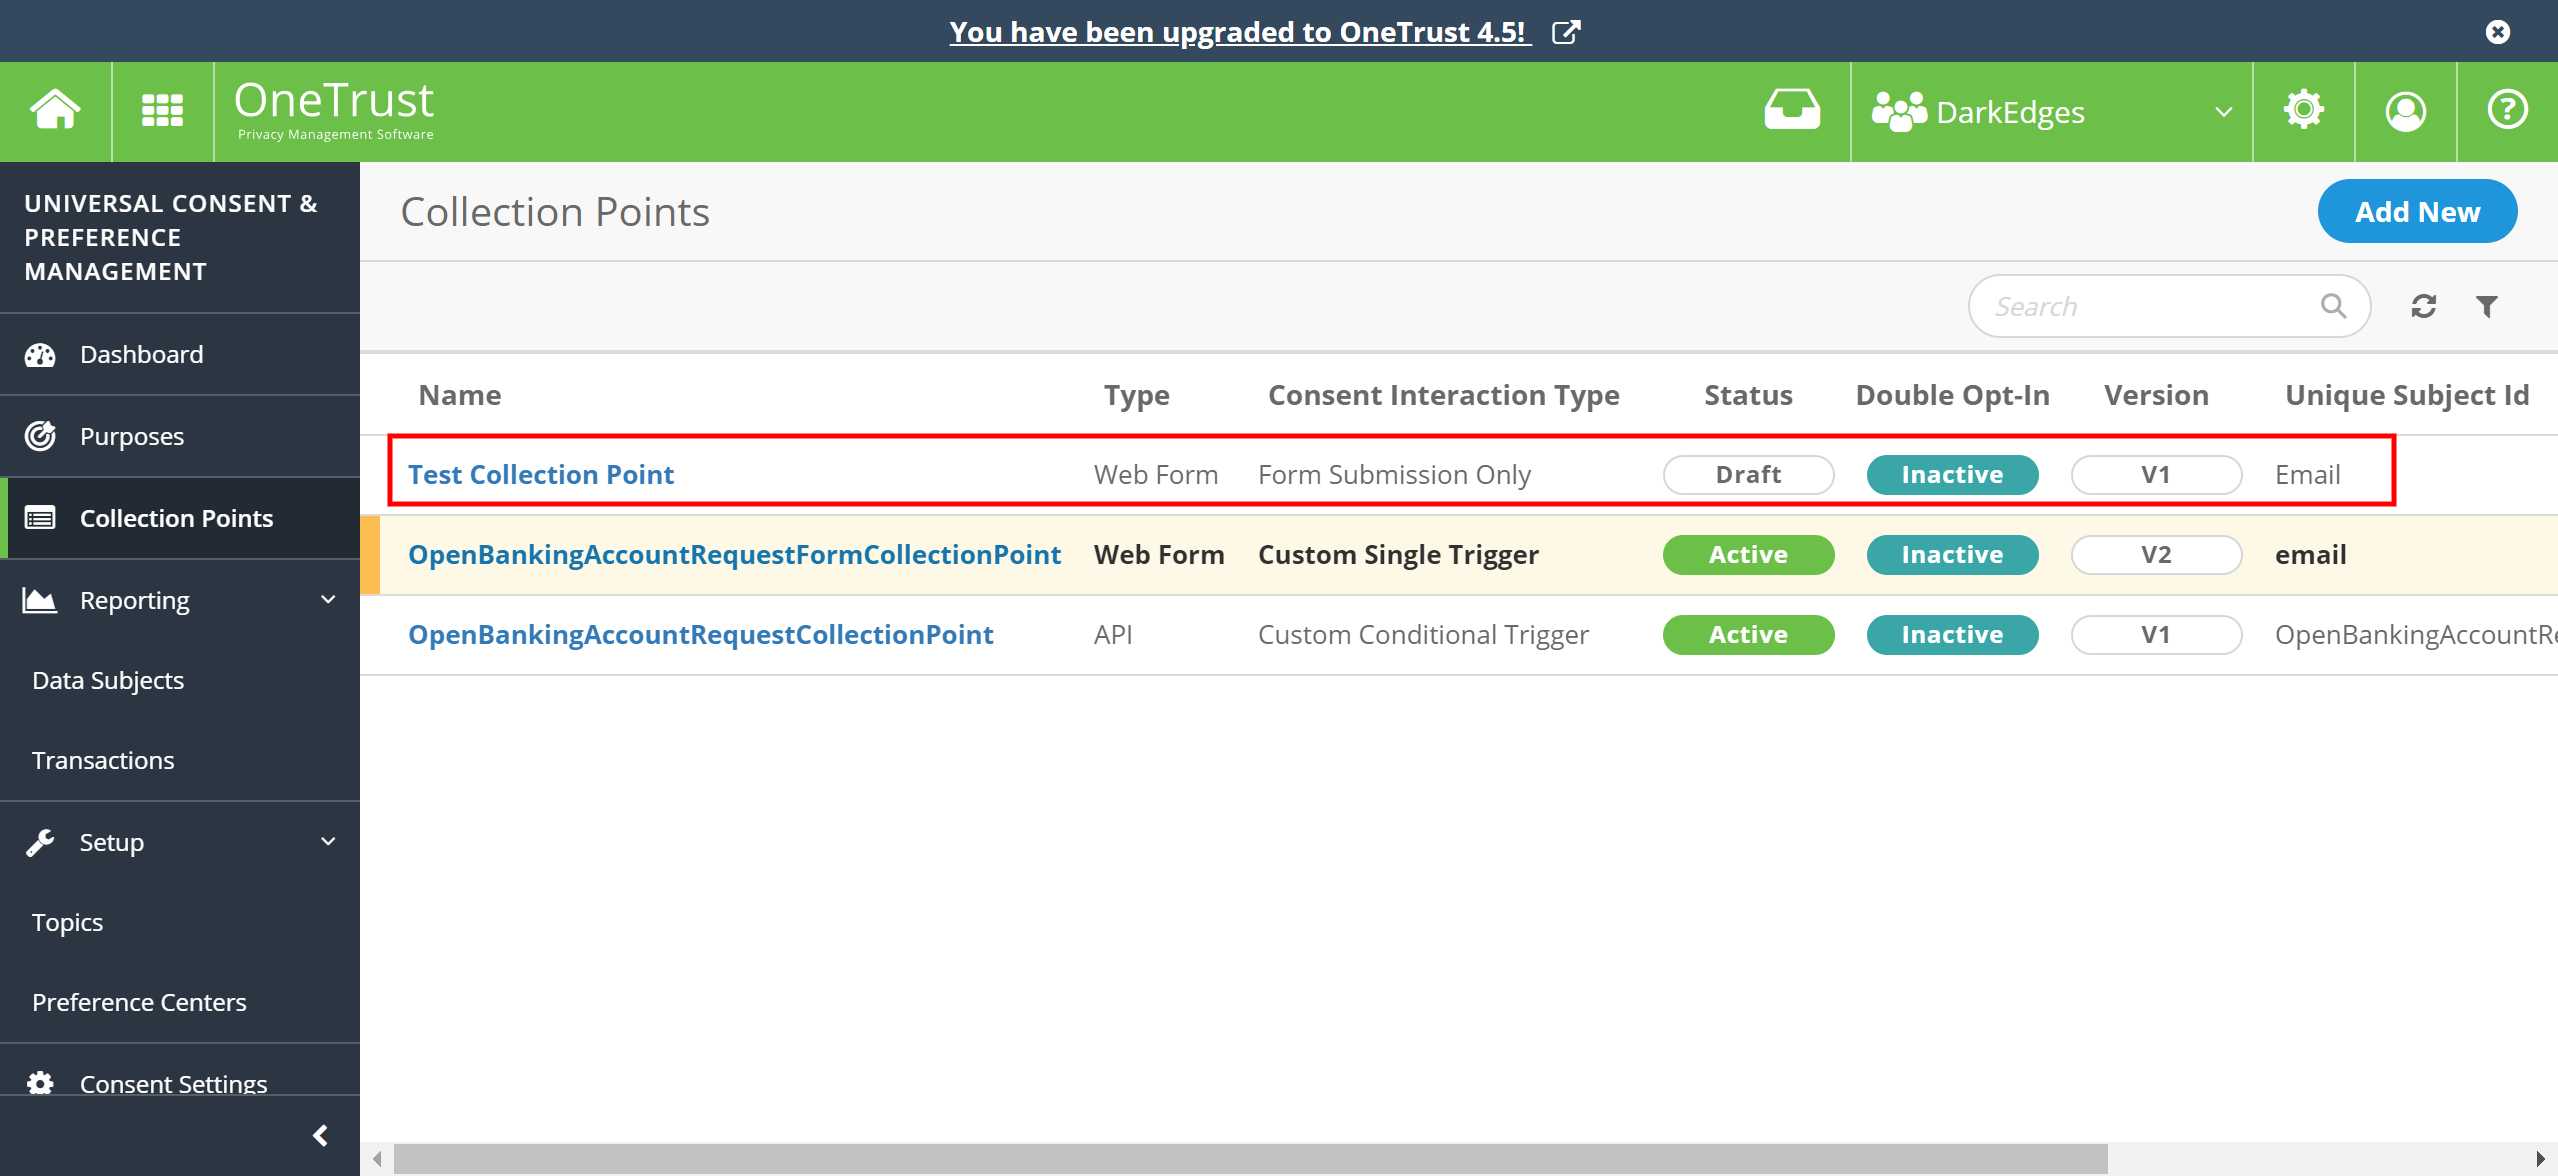 You have been upgraded to OneTrust 4.5!
OneTrust
Privacy Management Software
DarkEdges
UNIVERSAL CONSENT &
PREFERENCE
MANAGEMENT
Dashboard
Purposes
Collection Points
Reporting
Data Subjects
Transactions
Setup
Topics
Preference Centers
Consent Settings
Collection Points
Add New
Search
Name Type Consent Interaction Type Status Double Opt-In Version Unique Subject Id
Test Collection Point Web Form Form Submission Only Draft Inactive V1 Email
OpenBankingAccountRequestFormCollectionPoint Web Form Custom Single Trigger Active Inactive V2 email
OpenBankingAccountRequestCollectionPoint API Custom Conditional Trigger Active Inactive V1 OpenBankingAccountRe